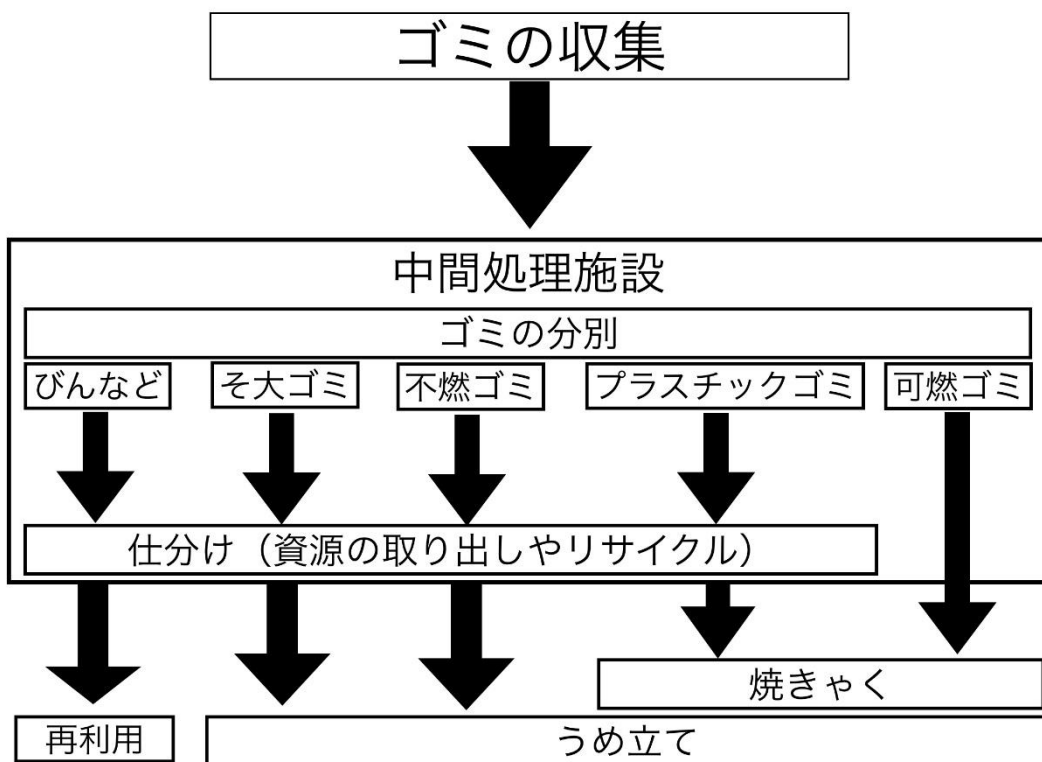 ゴミの収集
中間処理施設
ゴミの分別
びんなど
そ大ゴミ
不燃ゴミ
プラスチックゴミ
可燃ゴミ
仕分け（資源の取り出しやリサイクル）
焼きゃく
再利用
うめ立て